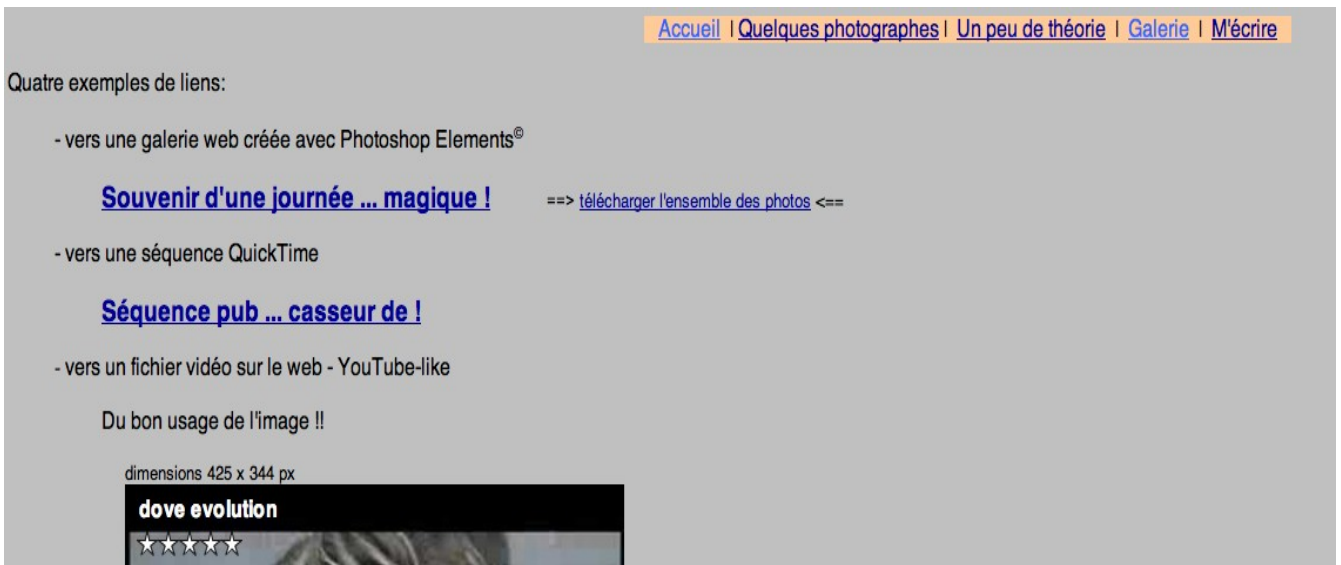 Accueil | Quelques photographes | Un peu de théorie | Galerie | M'écrire
Quatre exemples de liens:
- vers une galerie web créée avec Photoshop Elements©
Souvenir d'une journée ... magique ! ==> télécharger l'ensemble des photos <==
- vers une séquence QuickTime
Séquence pub ... casseur de !
- vers un fichier vidéo sur le web - YouTube-like
Du bon usage de l'image !!
dimensions 425 x 344 px
dove evolution